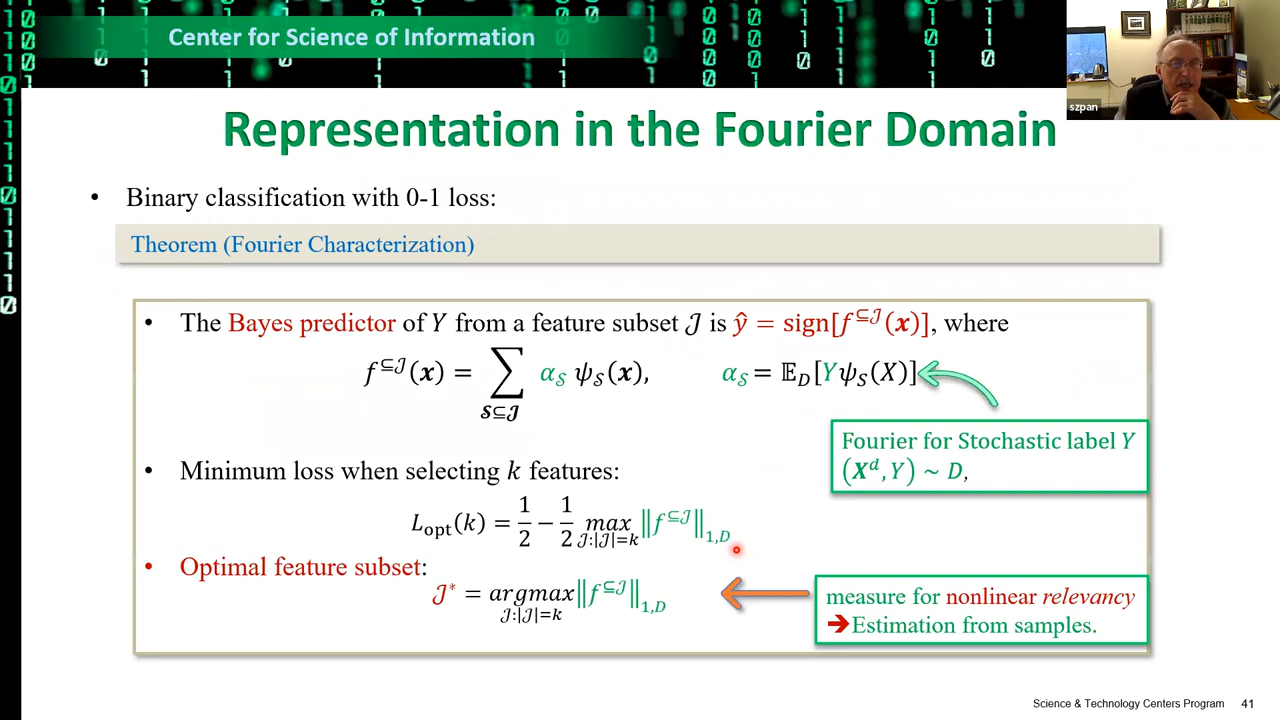 Center for Science of Information
szpan
Representation in the Fourier Domain
• Binary classification with 0-1 loss:
Theorem (Fourier Characterization)
• The Bayes predictor of Y from a feature subset 𝒥 is ŷ = sign[f^{⊆𝒥}(𝒙)], where
f^{⊆𝒥}(𝒙) = ∑_{𝓢⊆𝓙} α_𝒮 ψ_𝒮(𝒙), α_𝒮 = 𝔼_D[Yψ_𝒮(X)]
Fourier for Stochastic label Y
(𝑿^d, Y) ~ D,
• Minimum loss when selecting k features:
L_opt(k) = 1/2 − 1/2 max_{𝒥:|𝒥|=k} ‖f^{⊆𝒥}‖_{1,D}
• Optimal feature subset:
𝒥* = argmax_{𝒥:|𝒥|=k} ‖f^{⊆𝒥}‖_{1,D}
measure for nonlinear relevancy
➔Estimation from samples.
Science & Technology Centers Program 41